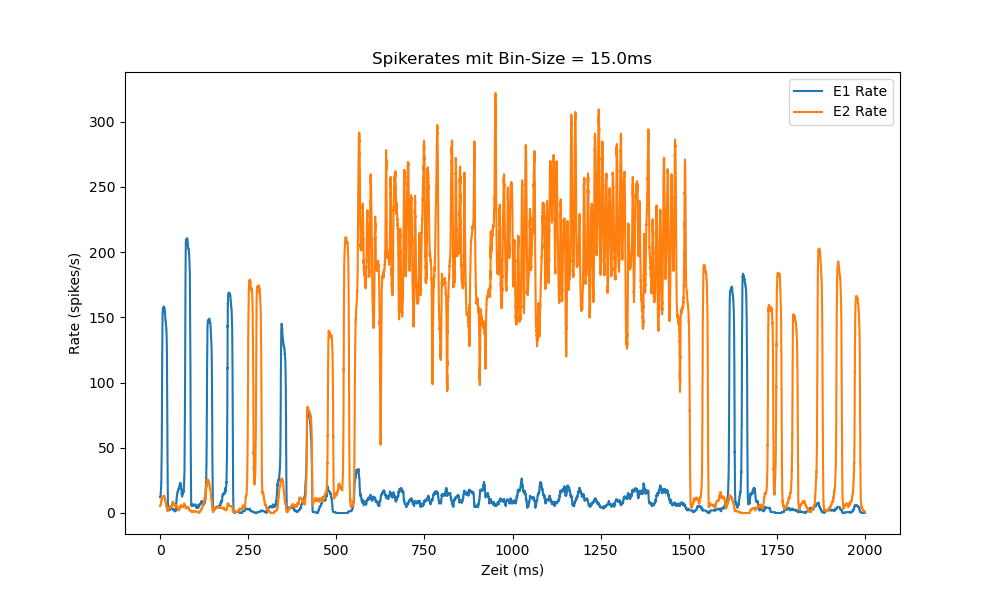 Spikerates mit Bin-Size = 15.0ms
E1 Rate
E2 Rate
Rate (spikes/s)
300
250
200
150
100
50
0
0 250 500 750 1000 1250 1500 1750 2000
Zeit (ms)